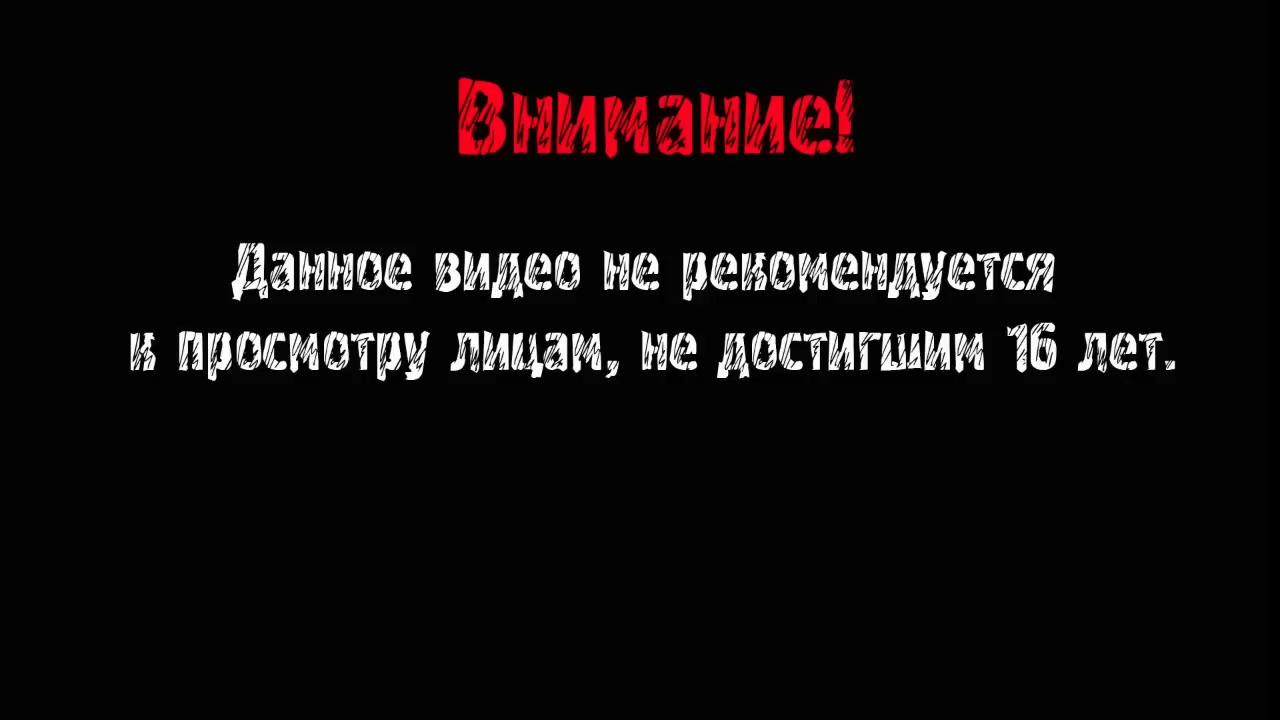 Внимание!
Данное видео не рекомендуется
к просмотру лицам, не достигшим 16 лет.